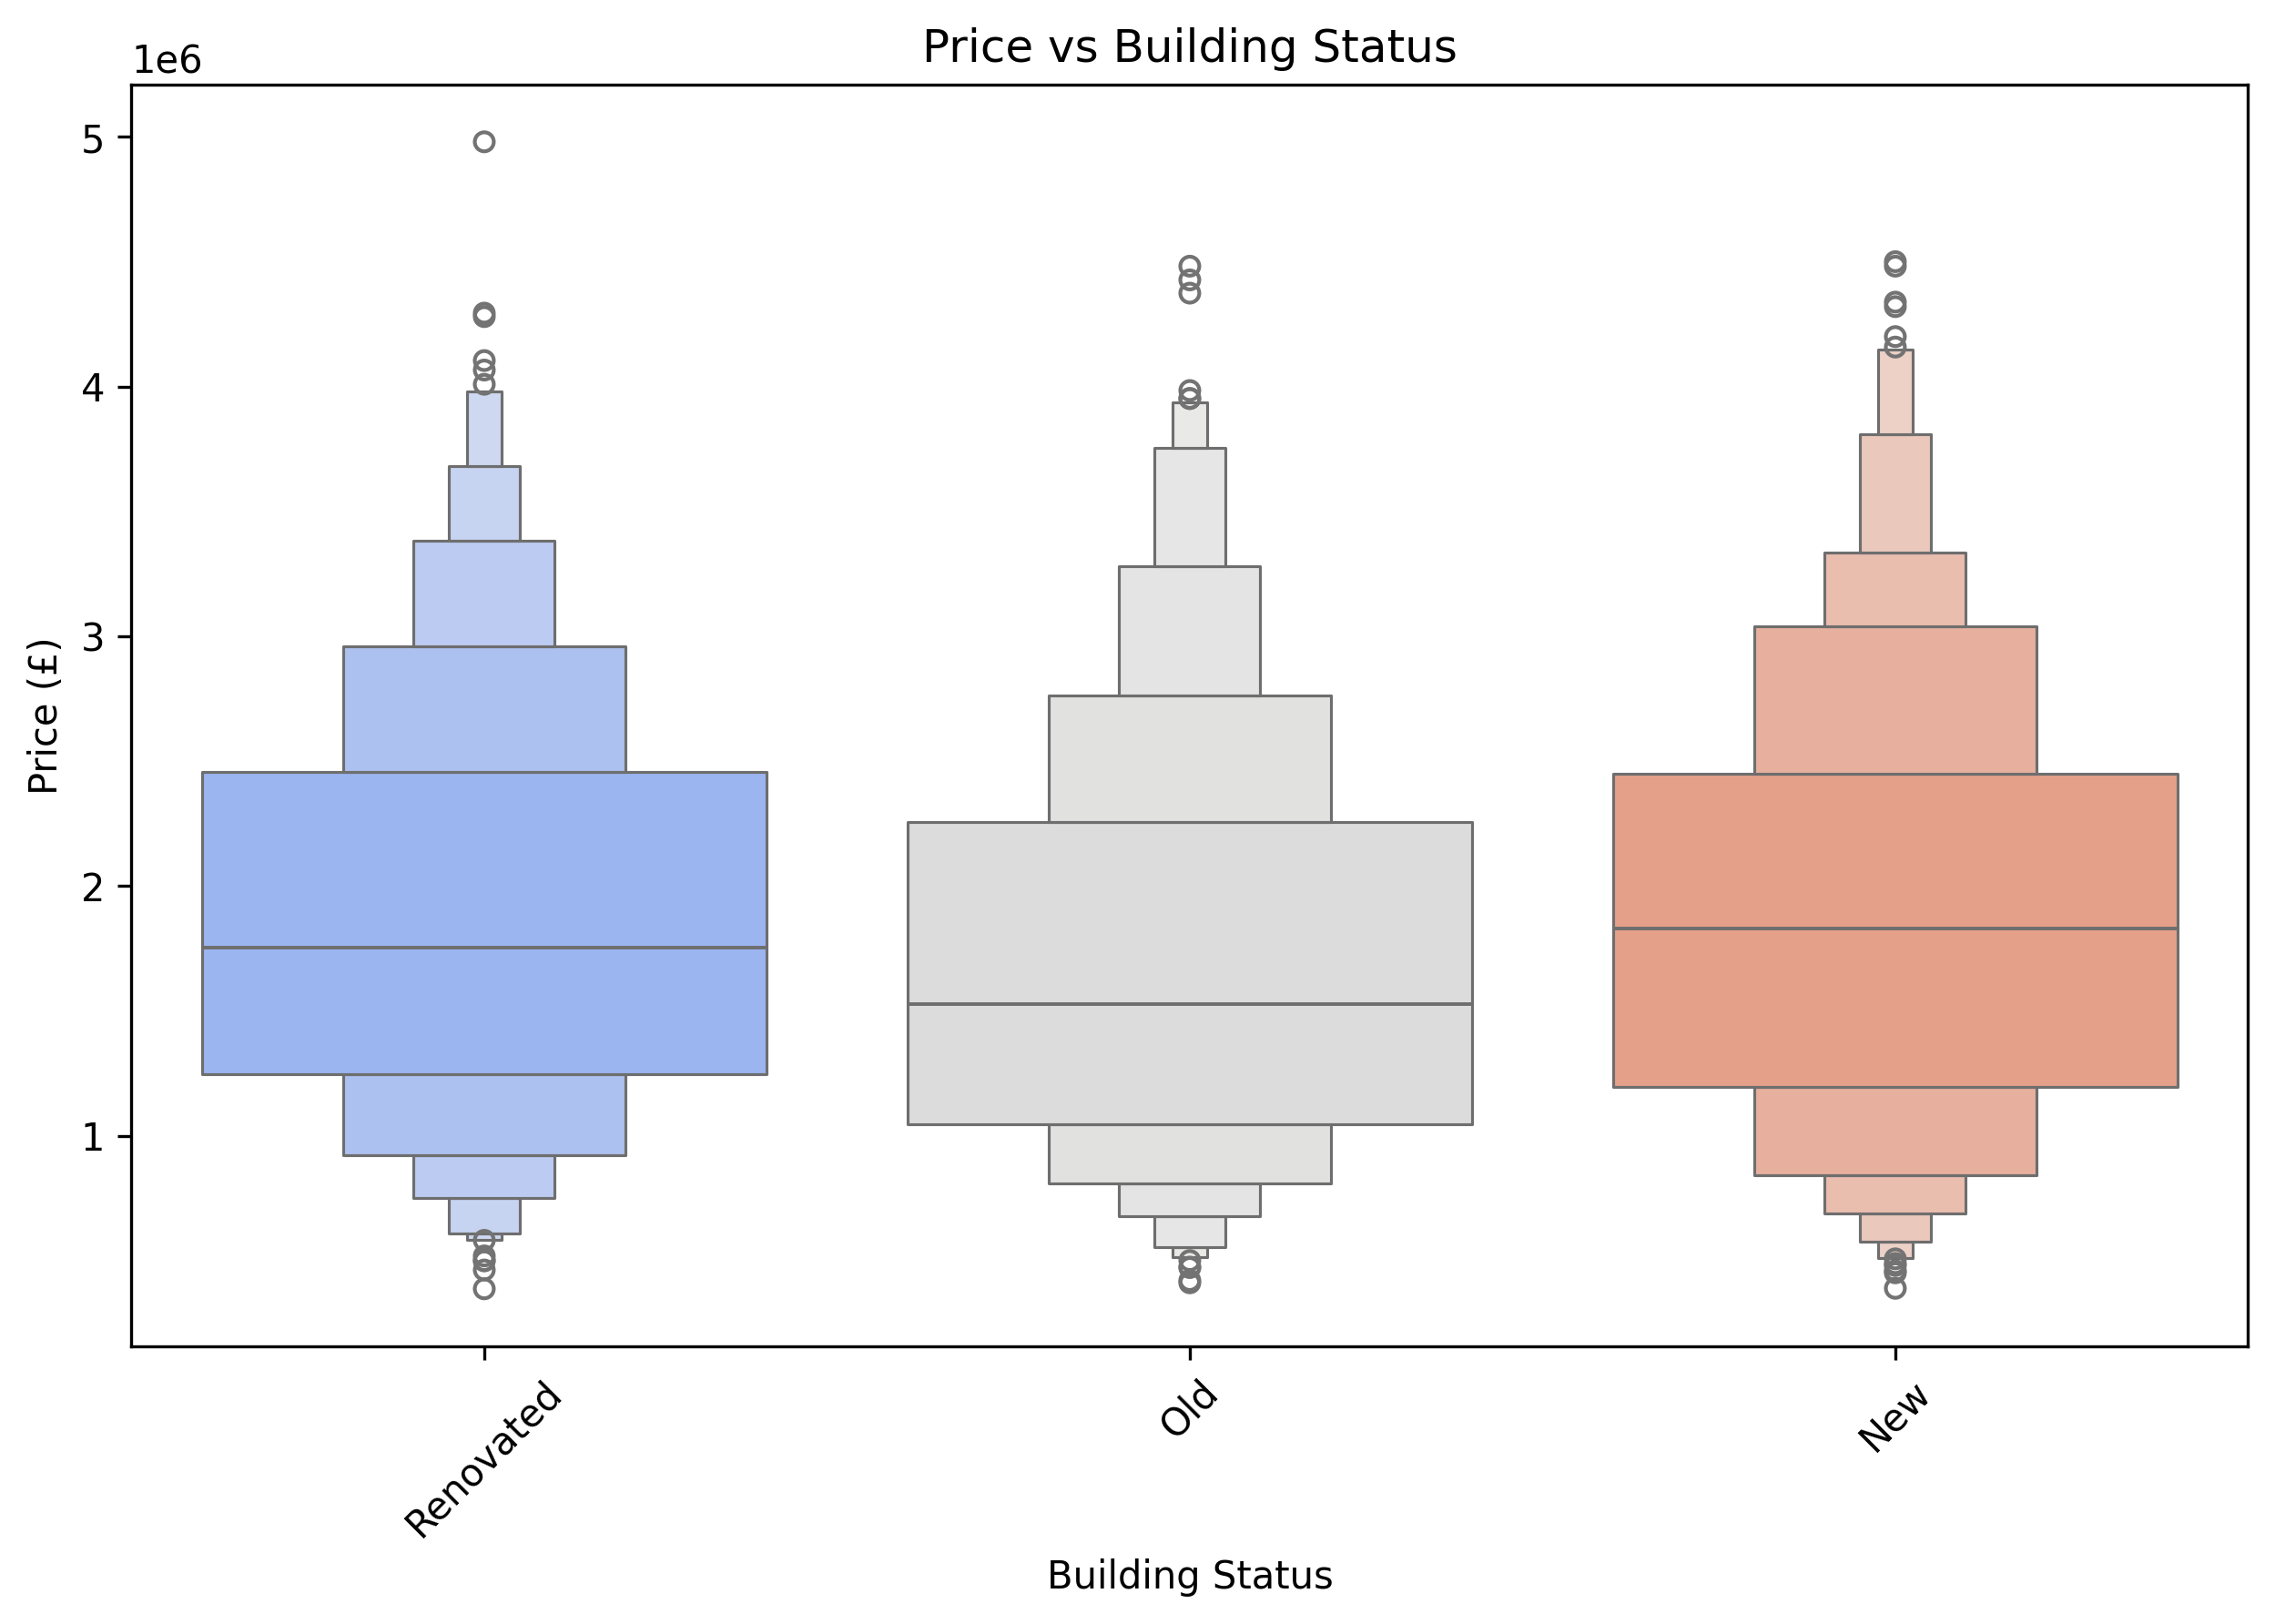 Price vs Building Status
1e6
5
4
3
2
1
Price (£)
Renovated
Old
New
Building Status